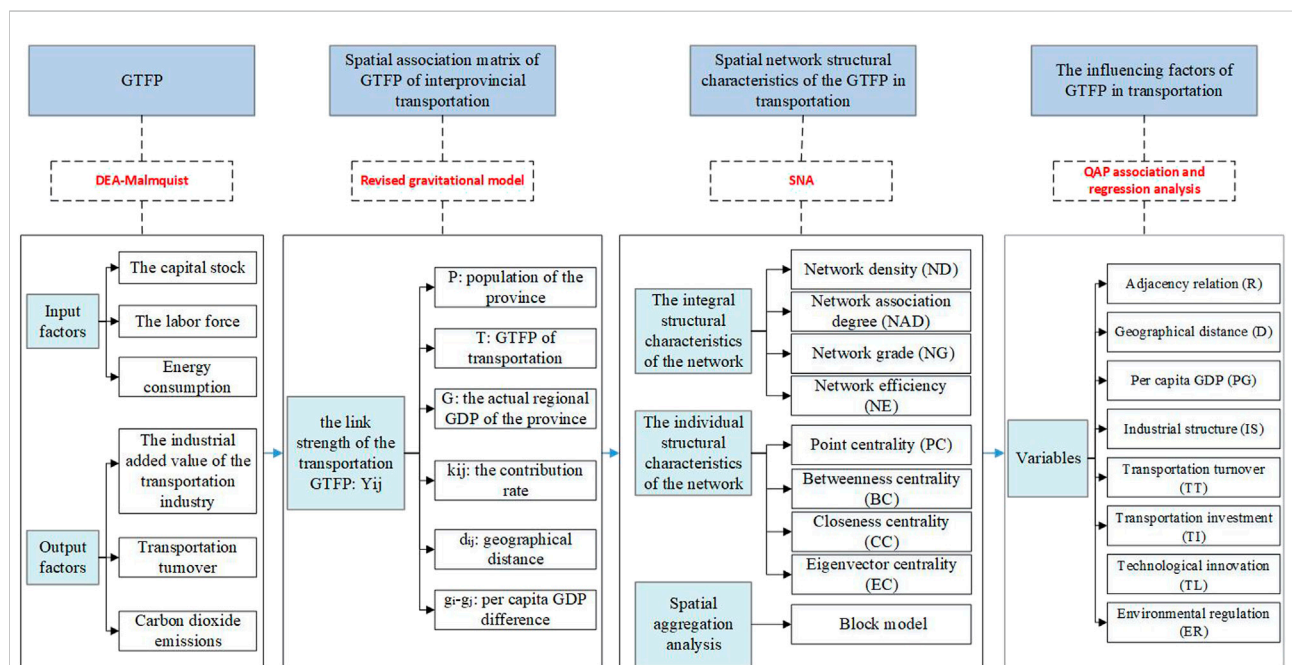 GTFP
Spatial association matrix of
GTFP of interprovincial
transportation
Spatial network structural
characteristics of the GTFP in
transportation
The influencing factors of
GTFP in transportation
DEA-Malmquist
Revised gravitational model
SNA
QAP association and
regression analysis
Input
factors
The capital stock
The labor force
Energy
consumption
Output
factors
The industrial
added value of the
transportation
industry
Transportation
turnover
Carbon dioxide
emissions
the link
strength of the
transportation
GTFP: Yij
P: population of the
province
T: GTFP of
transportation
G: the actual regional
GDP of the province
kij: the contribution
rate
dij: geographical
distance
gi-gj: per capita GDP
difference
The integral
structural
characteristics
of the network
Network density (ND)
Network association
degree (NAD)
Network grade (NG)
Network efficiency
(NE)
The individual
structural
characteristics
of the network
Point centrality (PC)
Betweenness centrality
(BC)
Closeness centrality
(CC)
Eigenvector centrality
(EC)
Spatial
aggregation
analysis
Block model
Variables
Adjacency relation (R)
Geographical distance (D)
Per capita GDP (PG)
Industrial structure (IS)
Transportation turnover
(TT)
Transportation investment
(TI)
Technological innovation
(TL)
Environmental regulation
(ER)